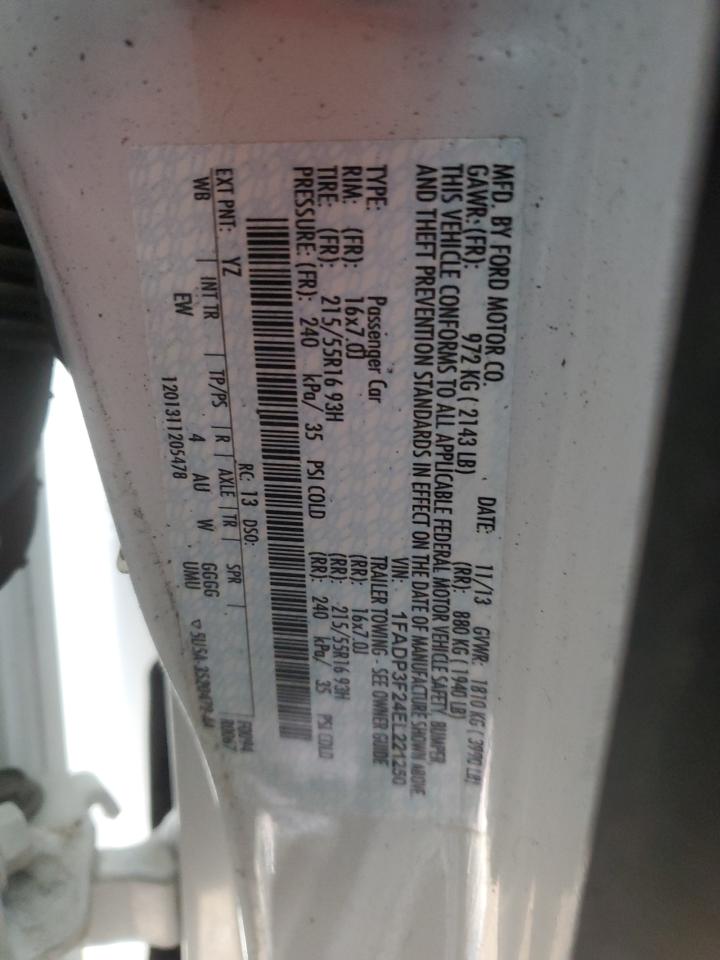 MFD. BY FORD MOTOR CO. DATE: 11/13 GVWR: 1810 KG ( 3990 LB)
GAWR: (FR): 972 KG ( 2143 LB) (RR): 880 KG ( 1940 LB)
THIS VEHICLE CONFORMS TO ALL APPLICABLE FEDERAL MOTOR VEHICLE SAFETY, BUMPER,
AND THEFT PREVENTION STANDARDS IN EFFECT ON THE DATE OF MANUFACTURE SHOWN ABOVE.
VIN: 1FADP3F24EL221250
TYPE: Passenger Car TRAILER TOWING - SEE OWNER GUIDE
RIM: (FR): 16x7.0J (RR): 16x7.0J
TIRE: (FR): 215/55R16 93H (RR): 215/55R16 93H
PRESSURE: (FR): 240 kPa/ 35 PSI COLD (RR): 240 kPa/ 35 PSI COLD
RC: 13 DSO: F0094
EXT PNT: YZ R0067
WB | INT TR | TP/PS | R | AXLE | TR | SPR |
EW 4 AU W GGGG
1201311205478 UMU